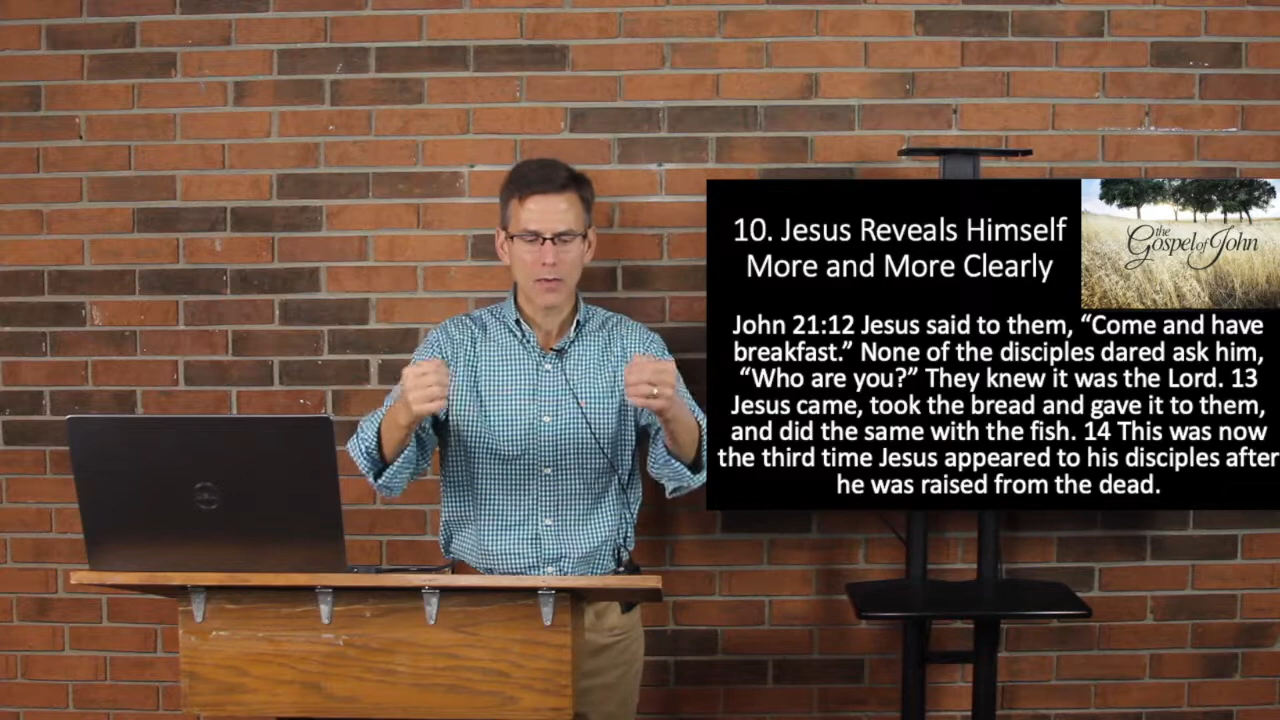 10. Jesus Reveals Himself
More and More Clearly
the
Gospel of John
John 21:12 Jesus said to them, “Come and have
breakfast.” None of the disciples dared ask him,
“Who are you?” They knew it was the Lord. 13
Jesus came, took the bread and gave it to them,
and did the same with the fish. 14 This was now
the third time Jesus appeared to his disciples after
he was raised from the dead.
DELL